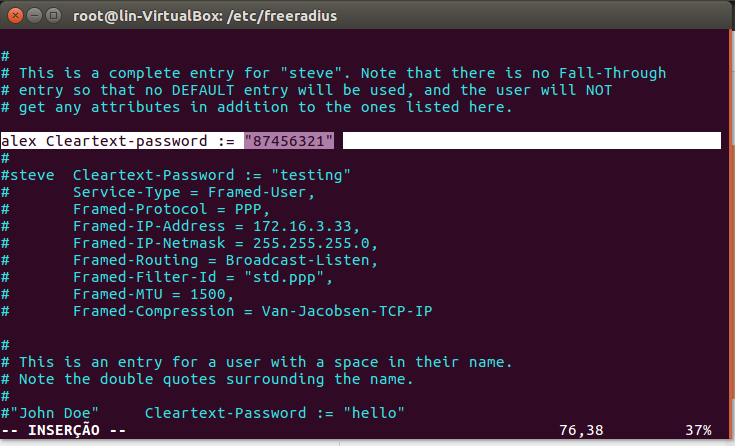 root@lin-VirtualBox: /etc/freeradius
#
# This is a complete entry for "steve". Note that there is no Fall-Through
# entry so that no DEFAULT entry will be used, and the user will NOT
# get any attributes in addition to the ones listed here.
alex Cleartext-password := "87456321"
#
#steve  Cleartext-Password := "testing"
#       Service-Type = Framed-User,
#       Framed-Protocol = PPP,
#       Framed-IP-Address = 172.16.3.33,
#       Framed-IP-Netmask = 255.255.255.0,
#       Framed-Routing = Broadcast-Listen,
#       Framed-Filter-Id = "std.ppp",
#       Framed-MTU = 1500,
#       Framed-Compression = Van-Jacobsen-TCP-IP
#
# This is an entry for a user with a space in their name.
# Note the double quotes surrounding the name.
#
#"John Doe"     Cleartext-Password := "hello"
-- INSERÇÃO --                                                76,38         37%